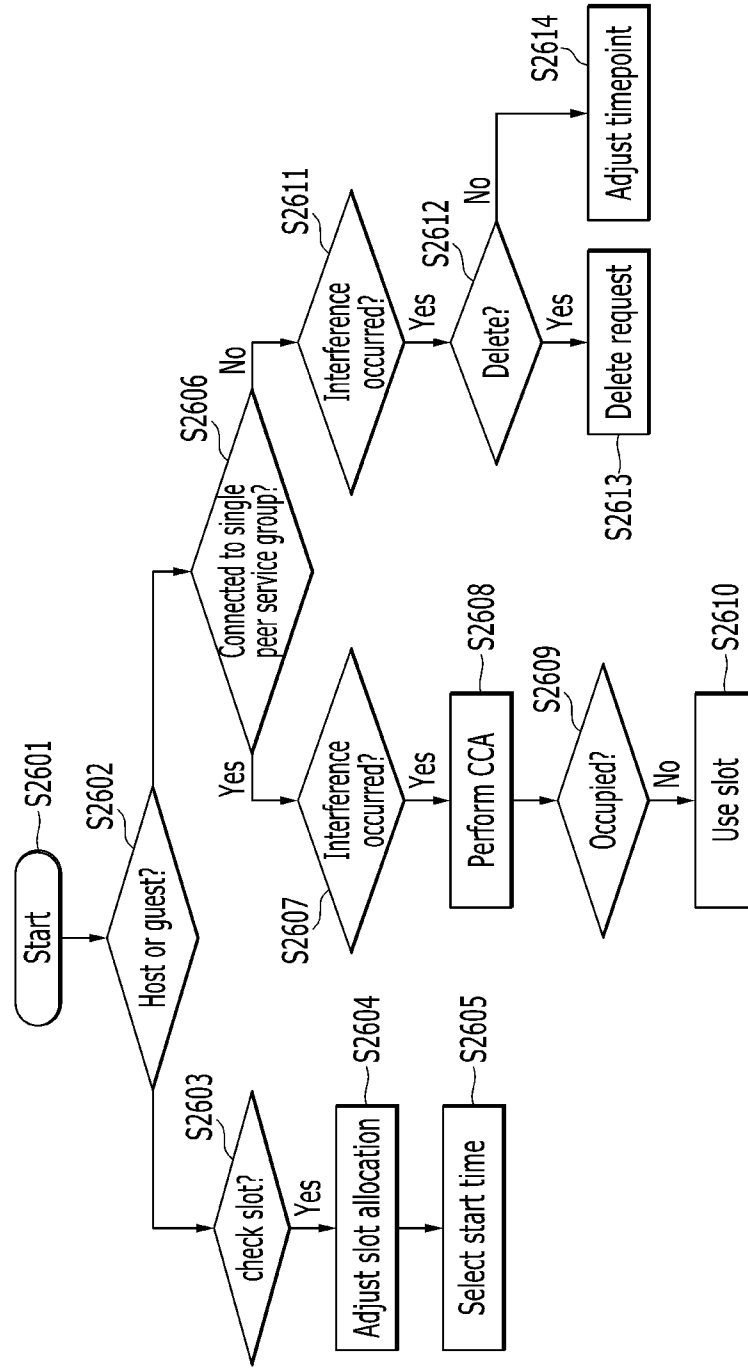 Start
S2601
Host or guest?
S2602
check slot?
S2603
Yes
Adjust slot allocation
S2604
Select start time
S2605
Connected to single
peer service group?
S2606
Yes
No
Interference
occurred?
S2607
Yes
Perform CCA
S2608
Occupied?
S2609
No
Use slot
S2610
Interference
occurred?
S2611
Yes
Delete?
S2612
Yes
No
Delete request
S2613
Adjust timepoint
S2614